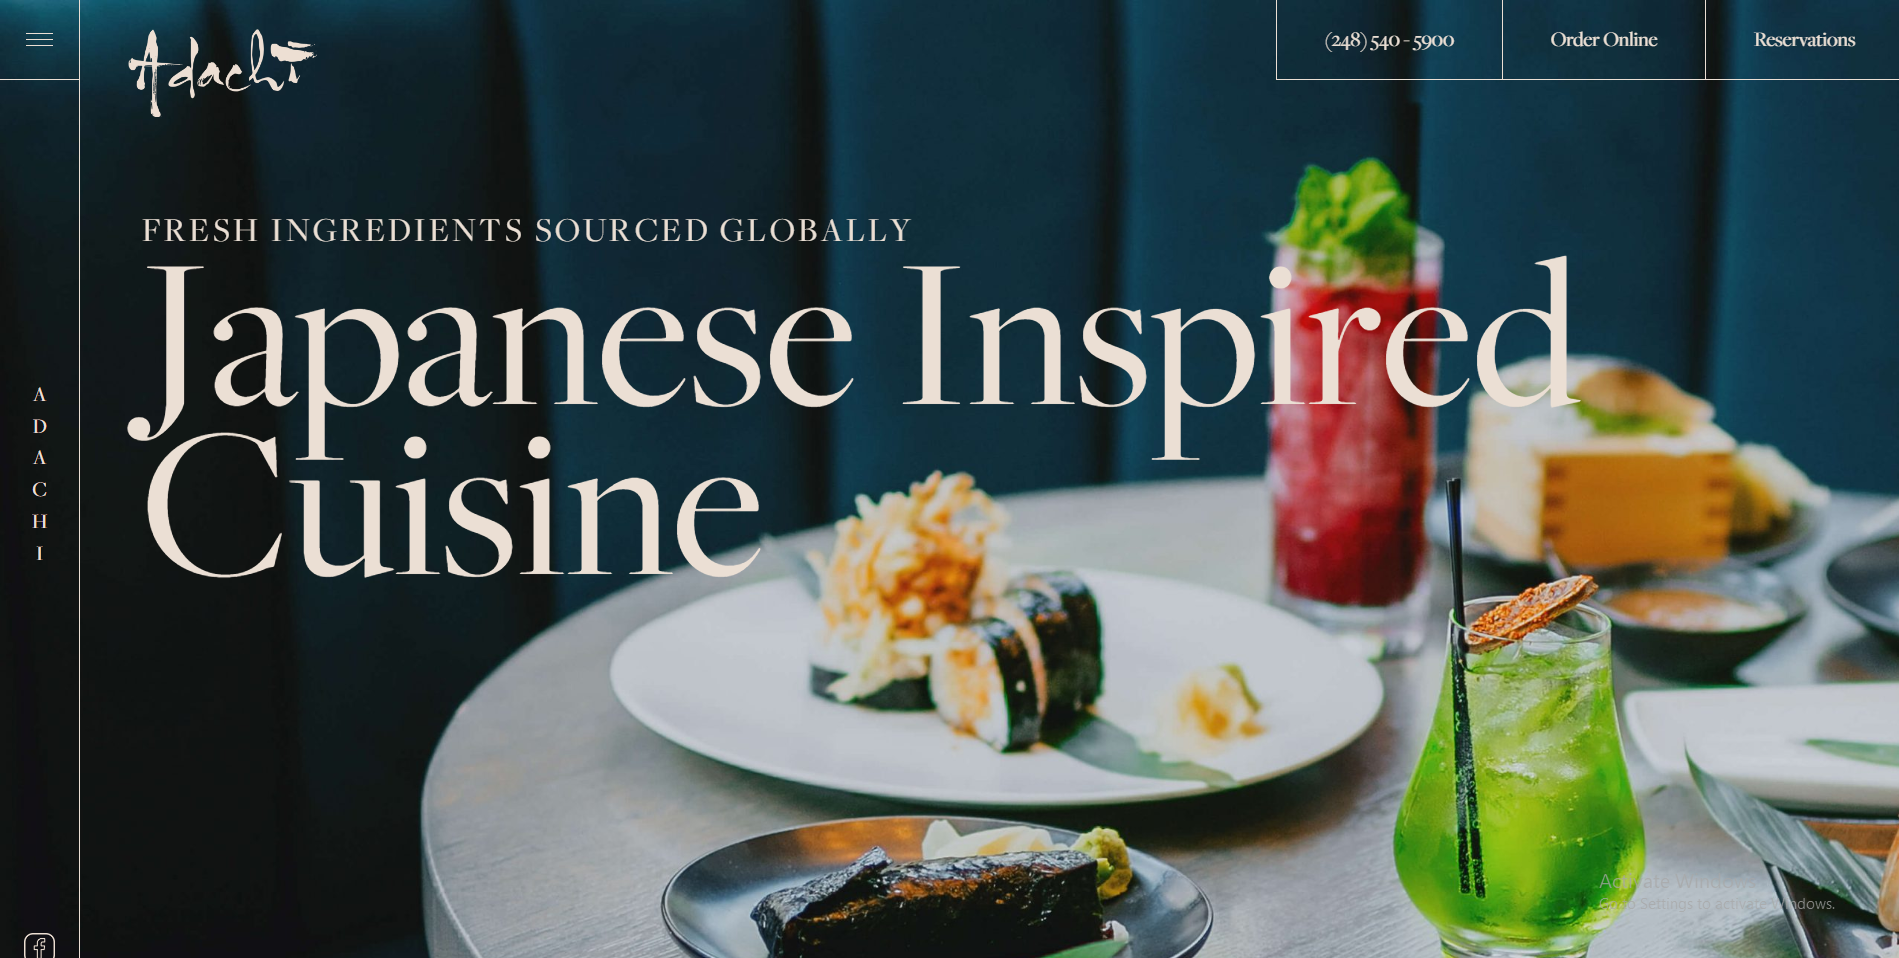 Adachi
(248) 540 - 5900
Order Online
Reservations
FRESH INGREDIENTS SOURCED GLOBALLY
Japanese Inspired
Cuisine
A
D
A
C
H
I
Activate Windows
Go to Settings to activate Windows.